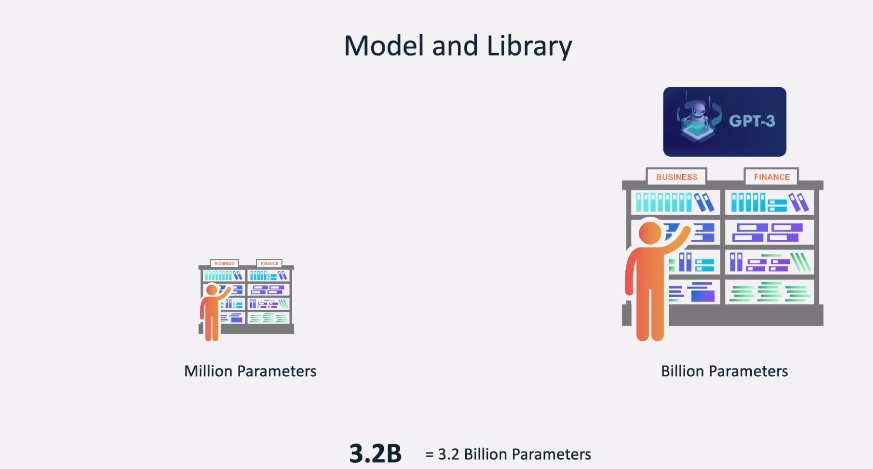 Model and Library
GPT-3
BUSINESS FINANCE
BUSINESS FINANCE
Million Parameters
Billion Parameters
3.2B = 3.2 Billion Parameters